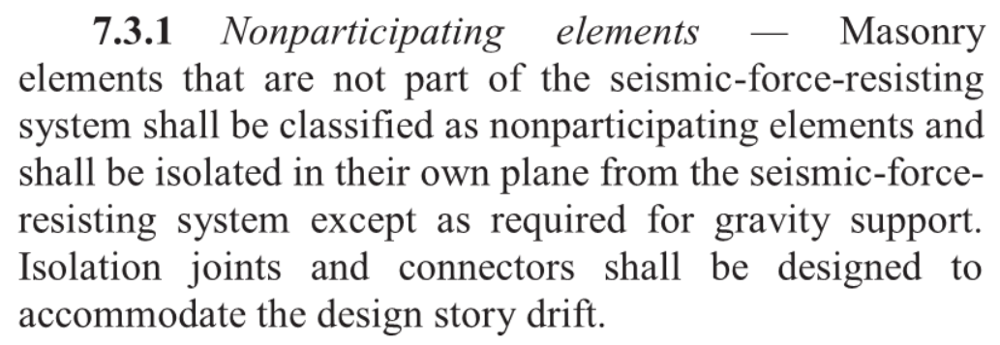 7.3.1 Nonparticipating elements — Masonry
elements that are not part of the seismic-force-resisting
system shall be classified as nonparticipating elements and
shall be isolated in their own plane from the seismic-force-
resisting system except as required for gravity support.
Isolation joints and connectors shall be designed to
accommodate the design story drift.